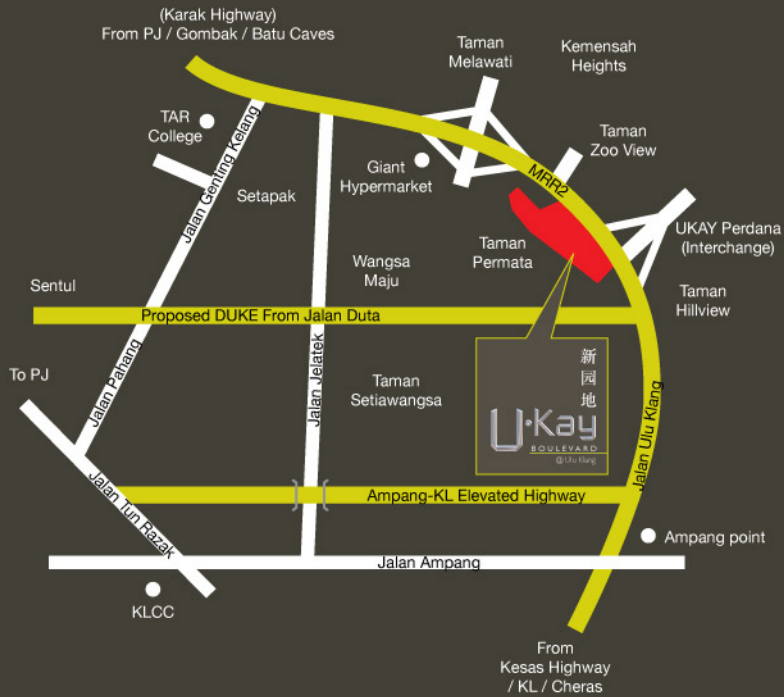 (Karak Highway)
From PJ / Gombak / Batu Caves
Taman
Melawati
Kemensah
Heights
TAR
College
Jalan Genting Kelang
Giant
Hypermarket
Taman
Zoo View
MRR2
Setapak
UKAY Perdana
(Interchange)
Taman
Permata
Wangsa
Maju
Sentul
Taman
Hillview
Proposed DUKE From Jalan Duta
To PJ
Jalan Pahang
Jalan Jelatek
Taman
Setiawangsa
新园地
U·Kay
BOULEVARD
@ Ulu Klang
Jalan Ulu Klang
Jalan Tun Razak
Ampang-KL Elevated Highway
Ampang point
Jalan Ampang
KLCC
From
Kesas Highway
/ KL / Cheras